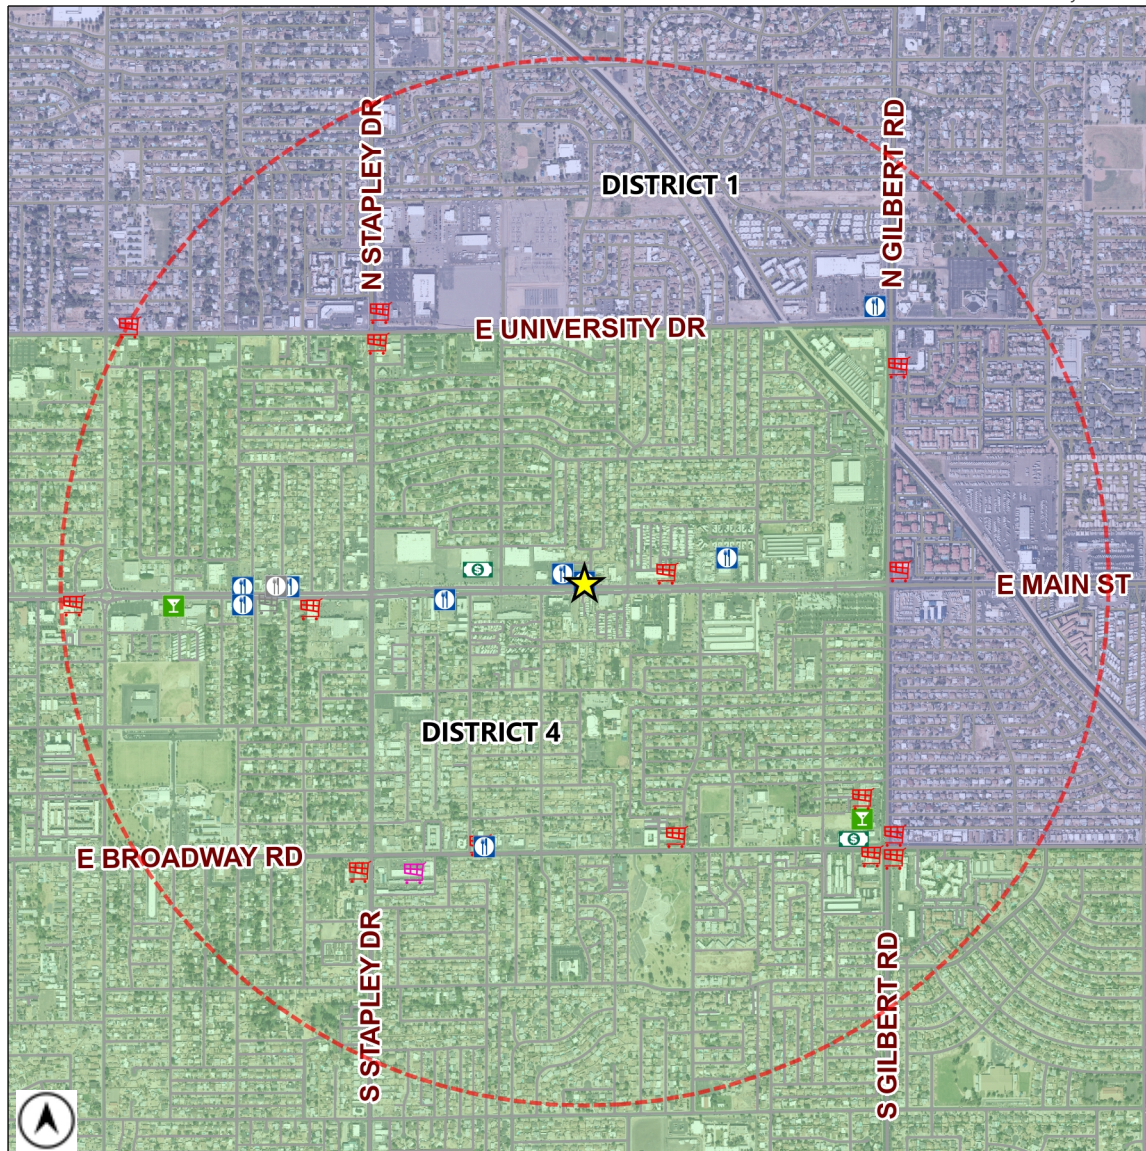 N STAPLEY DR
N GILBERT RD
DISTRICT 1
E UNIVERSITY DR
$
E MAIN ST
DISTRICT 4
$
E BROADWAY RD
S STAPLEY DR
S GILBERT RD